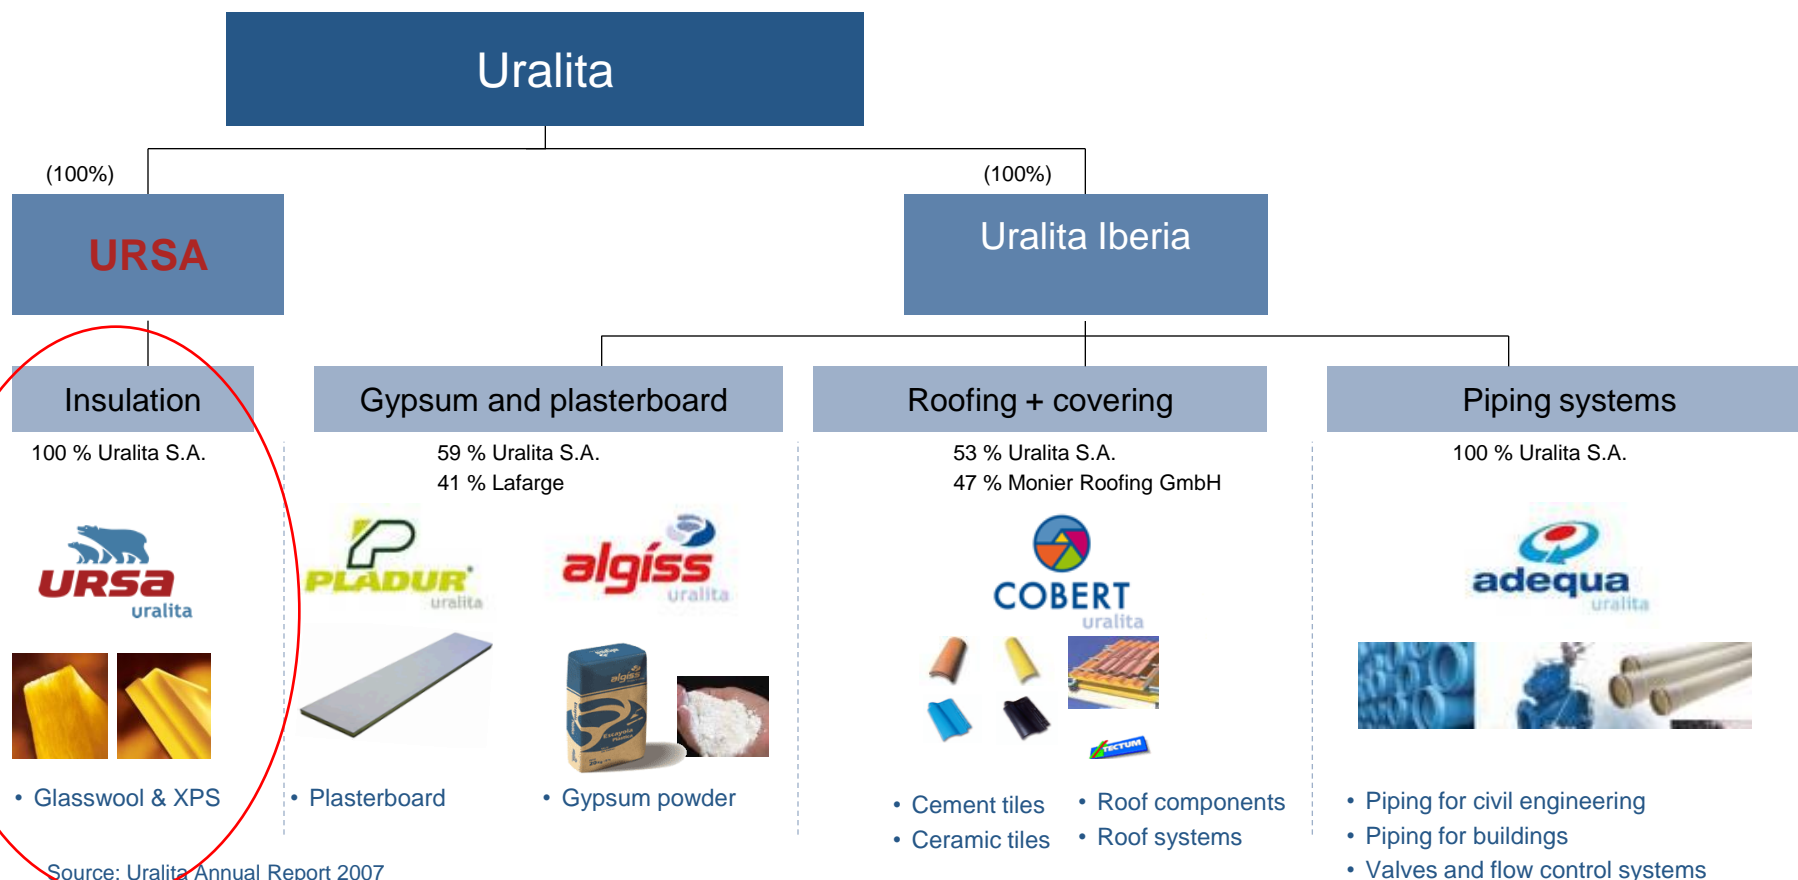 Uralita
(100%)
(100%)
URSA
Uralita Iberia
Insulation
Gypsum and plasterboard
Roofing + covering
Piping systems
100 % Uralita S.A.
59 % Uralita S.A.
41 % Lafarge
53 % Uralita S.A.
47 % Monier Roofing GmbH
100 % Uralita S.A.
URSA
uralita
PLADUR
uralita
algíss
uralita
COBERT
uralita
adequa
uralita
algíss
Escayola
TECTUM
• Glasswool & XPS
• Plasterboard
• Gypsum powder
• Cement tiles
• Ceramic tiles
• Roof components
• Roof systems
• Piping for civil engineering
• Piping for buildings
• Valves and flow control systems
Source: Uralita Annual Report 2007